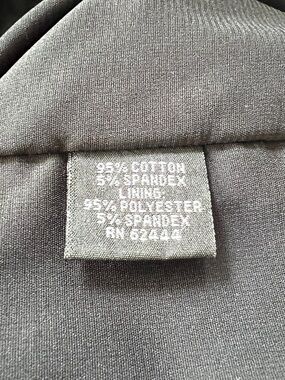 95% COTTON
5% SPANDEX
LINING:
95% POLYESTER
5% SPANDEX
RN 62444